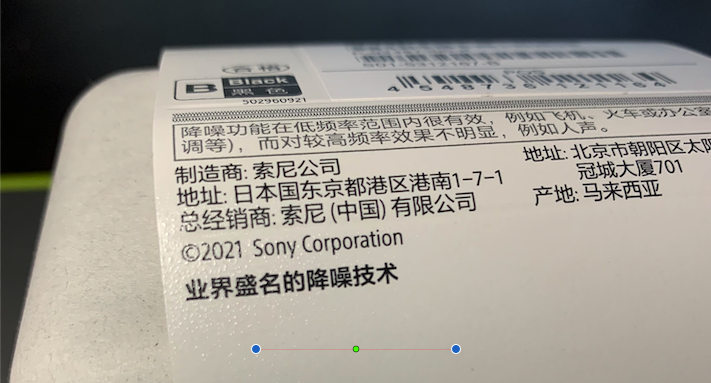 合格
B Black
黑色
502960921
4 548736 132
降噪功能在低频率范围内很有效，例如飞机、火车或办公室
调等)，而对较高频率效果不明显，例如人声。
制造商: 索尼公司
地址: 日本国东京都港区港南1-7-1
总经销商: 索尼 (中国) 有限公司
地址: 北京市朝阳区太阳
冠城大厦701
产地: 马来西亚
©2021 Sony Corporation
业界盛名的降噪技术